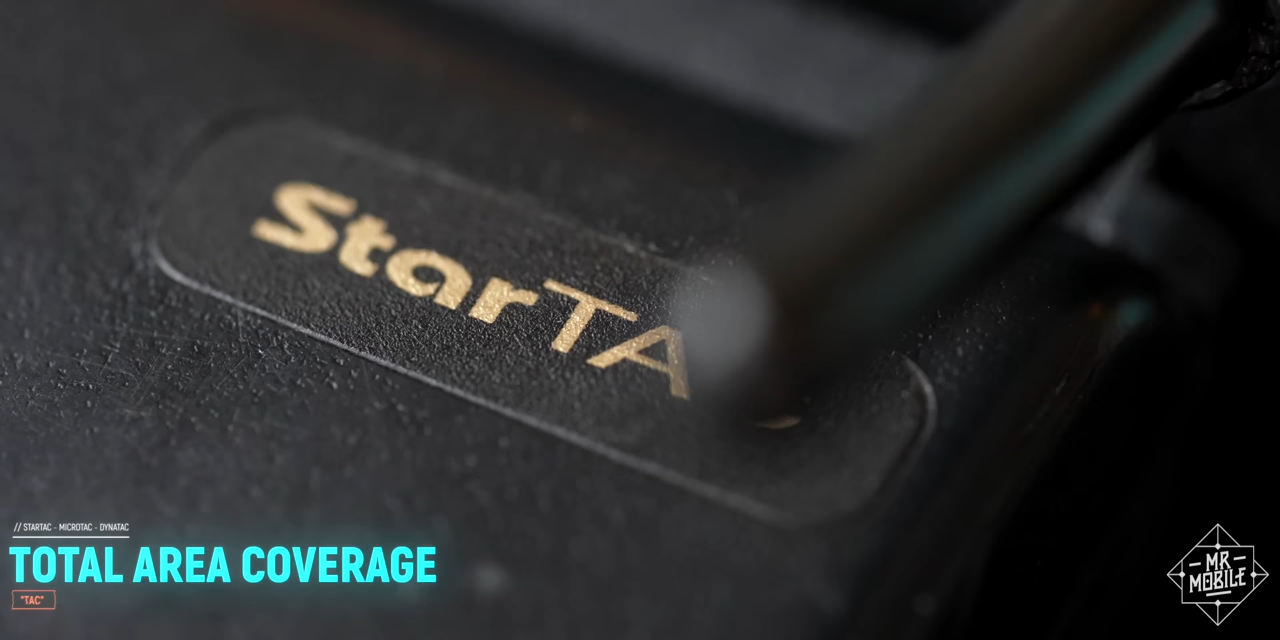 StarTA
// STARTAC - MICROTAC - DYNATAC
TOTAL AREA COVERAGE
"TAC"
MR
MOBILE